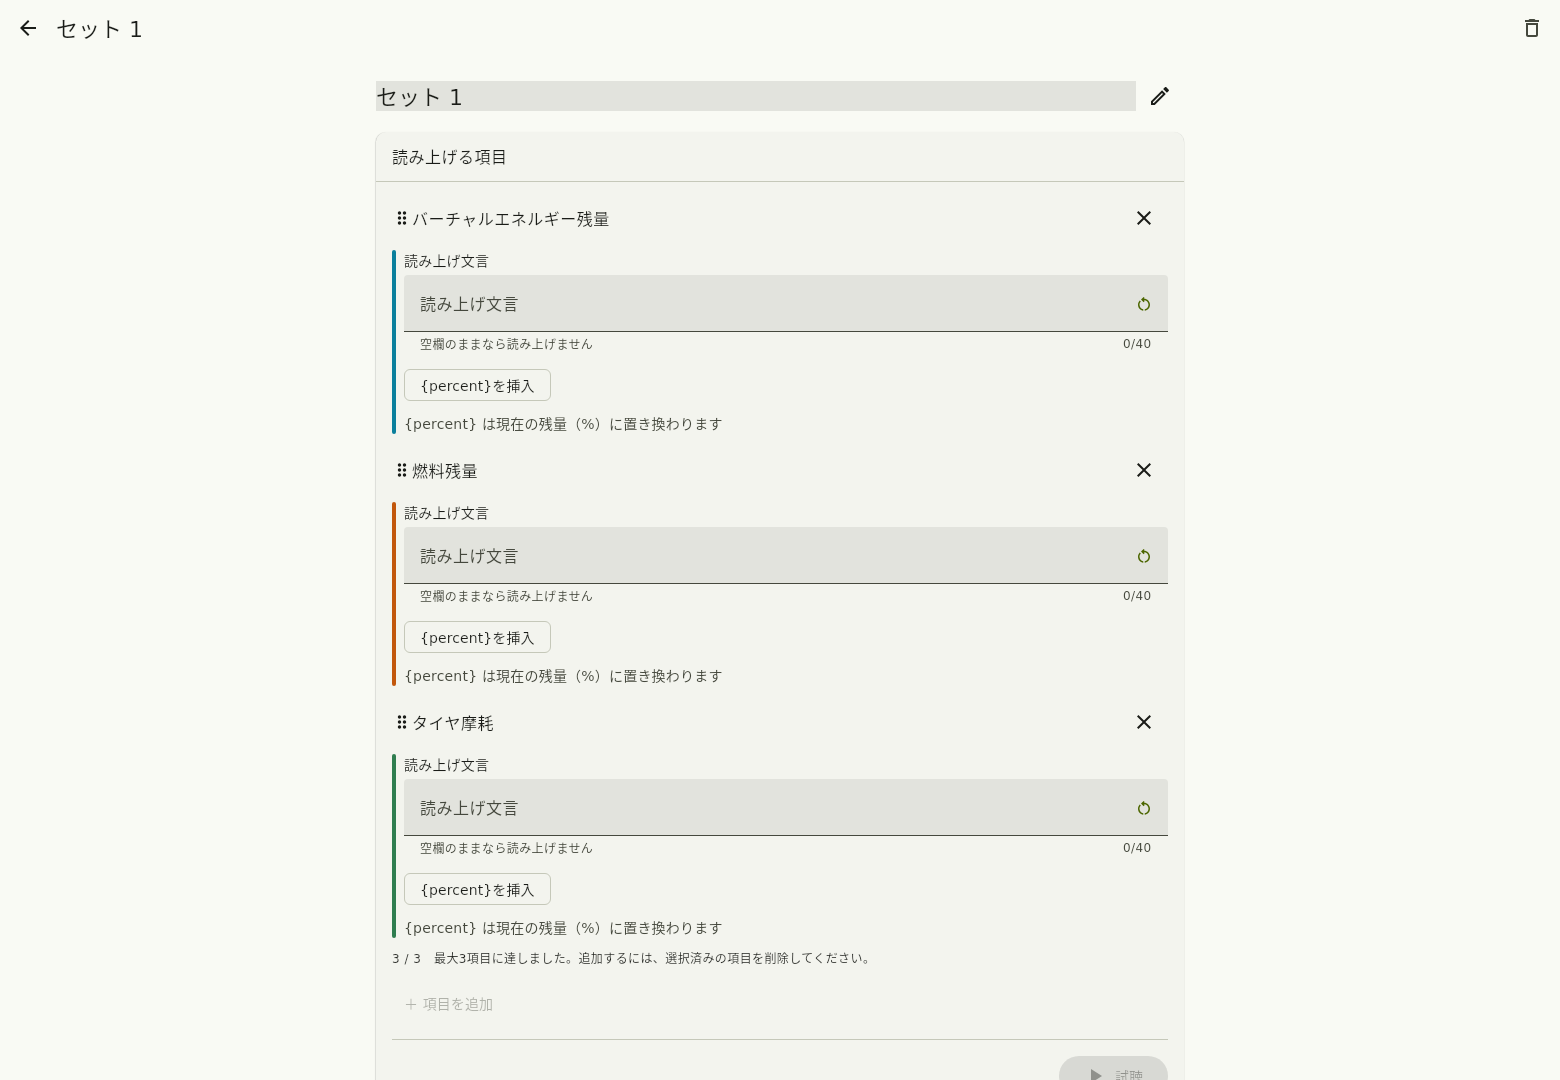 セット 1
セット 1
読み上げる項目
バーチャルエネルギー残量
読み上げ文言
読み上げ文言
空欄のままなら読み上げません 0/40
{percent}を挿入
{percent} は現在の残量（%）に置き換わります
燃料残量
読み上げ文言
読み上げ文言
空欄のままなら読み上げません 0/40
{percent}を挿入
{percent} は現在の残量（%）に置き換わります
タイヤ摩耗
読み上げ文言
読み上げ文言
空欄のままなら読み上げません 0/40
{percent}を挿入
{percent} は現在の残量（%）に置き換わります
3 / 3　最大3項目に達しました。追加するには、選択済みの項目を削除してください。
+ 項目を追加
試聴